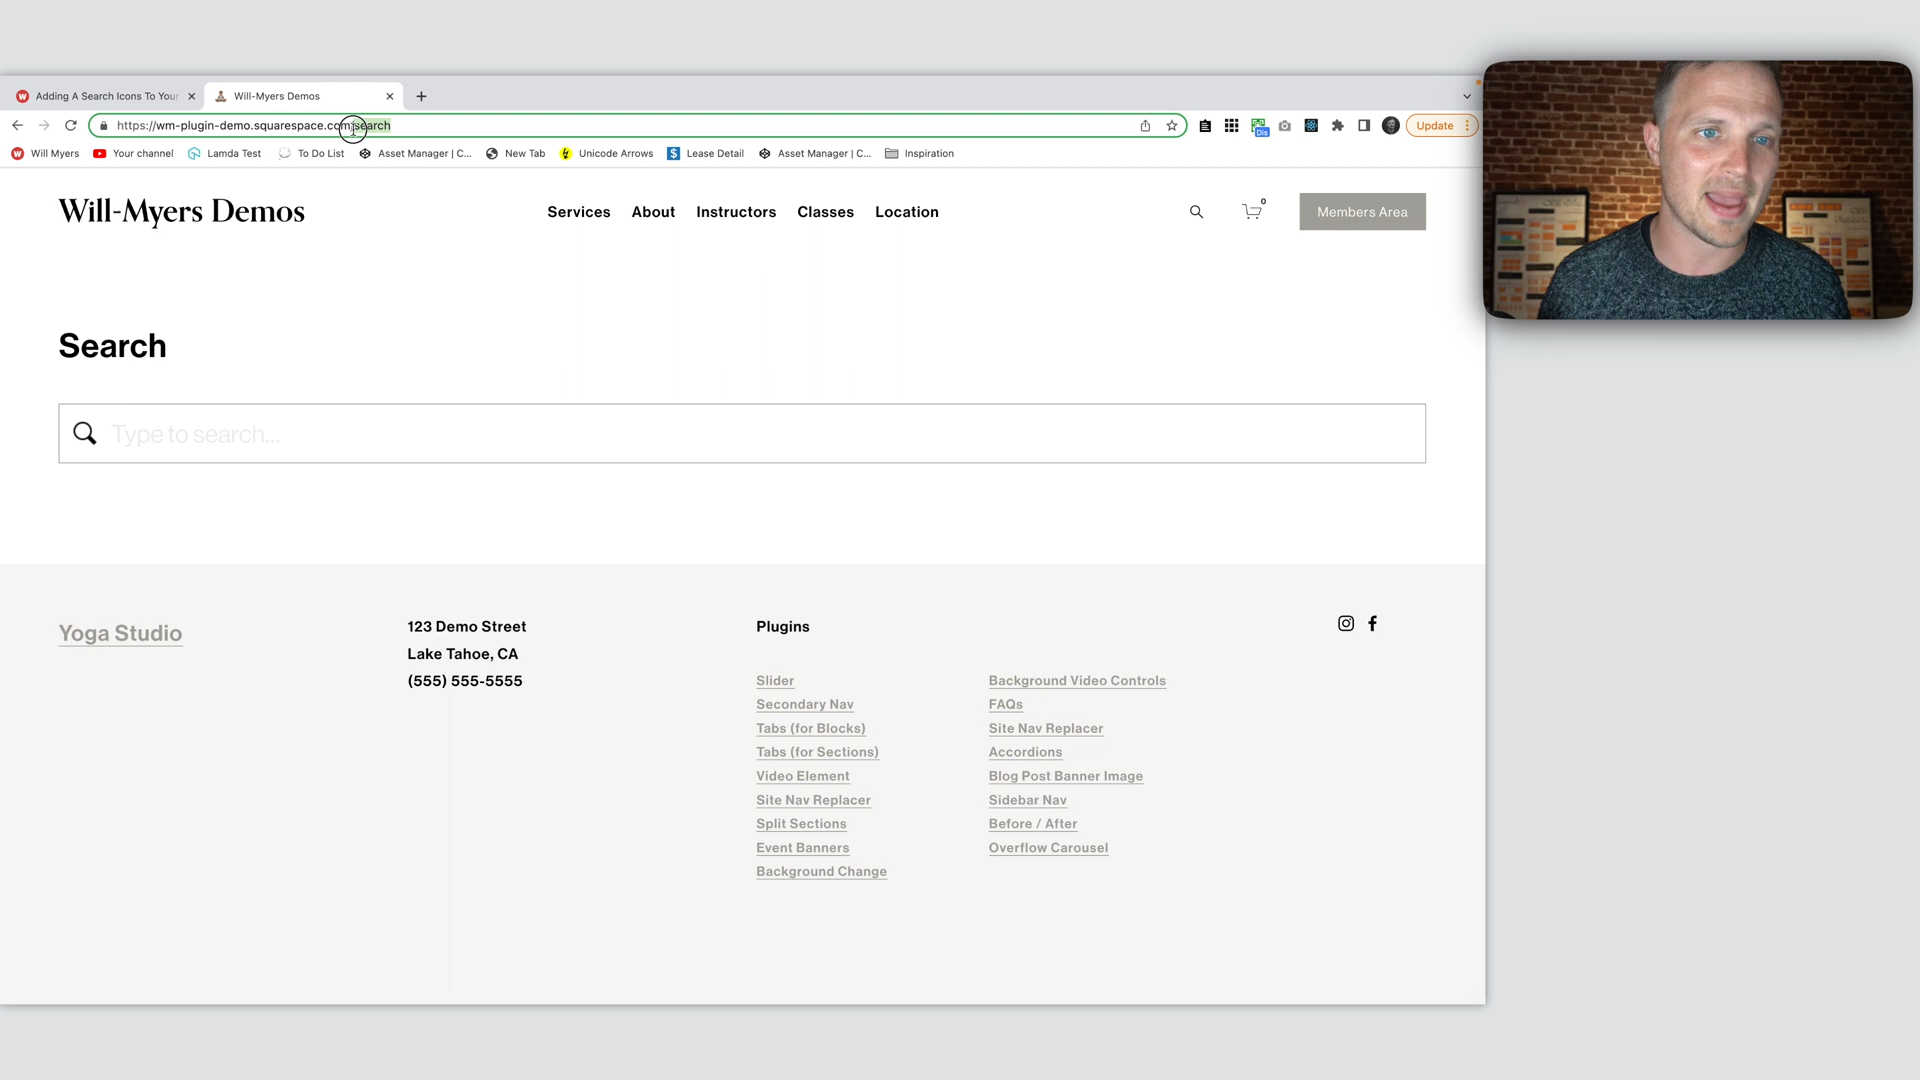 Adding A Search Icons To Your
Will-Myers Demos
https://wm-plugin-demo.squarespace.com/search
Dis
Update
Will Myers
Your channel
Lamda Test
To Do List
Asset Manager | C...
New Tab
Unicode Arrows
Lease Detail
Asset Manager | C...
Inspiration
Will-Myers Demos
Services
About
Instructors
Classes
Location
0
Members Area
Search
Type to search...
Yoga Studio
123 Demo Street
Lake Tahoe, CA
(555) 555-5555
Plugins
Slider
Secondary Nav
Tabs (for Blocks)
Tabs (for Sections)
Video Element
Site Nav Replacer
Split Sections
Event Banners
Background Change
Background Video Controls
FAQs
Site Nav Replacer
Accordions
Blog Post Banner Image
Sidebar Nav
Before / After
Overflow Carousel